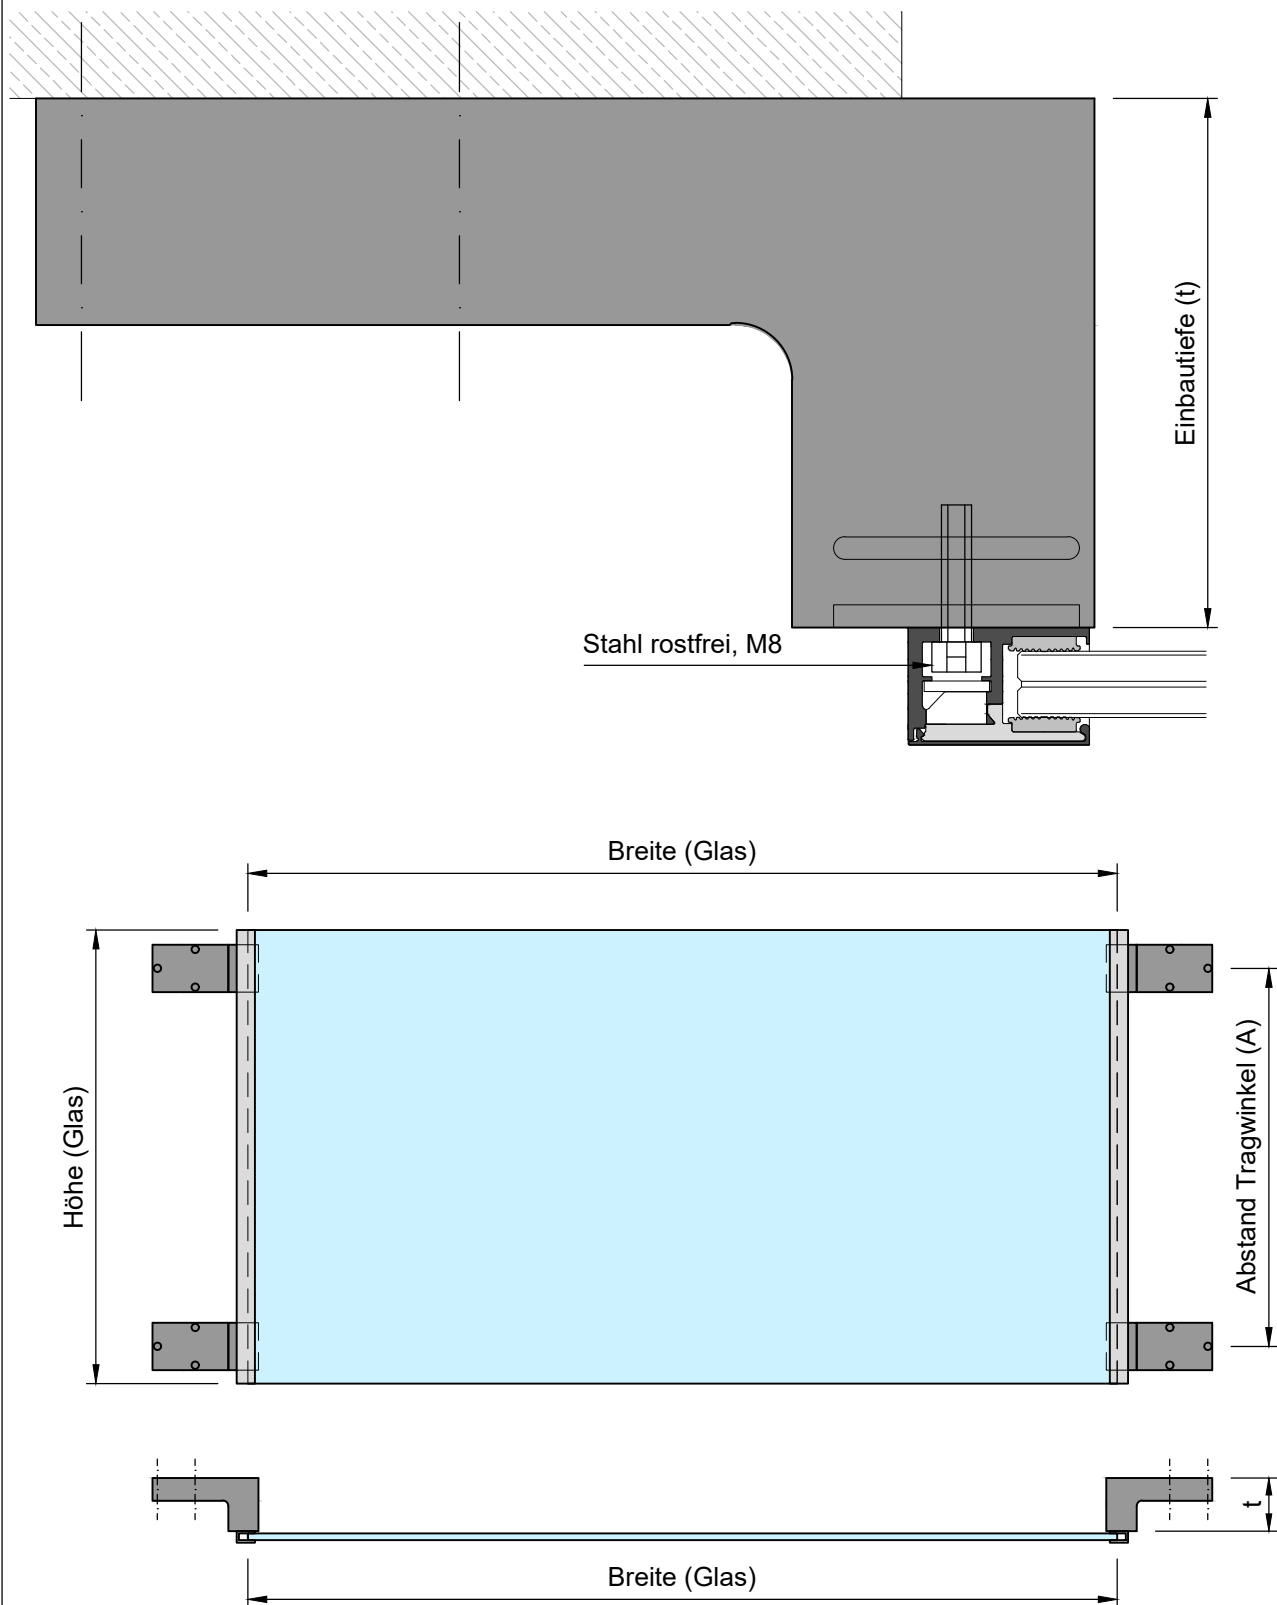 Einbautiefe (t)
Stahl rostfrei, M8
Breite (Glas)
Höhe (Glas)
Abstand Tragwinkel (A)
t
Breite (Glas)